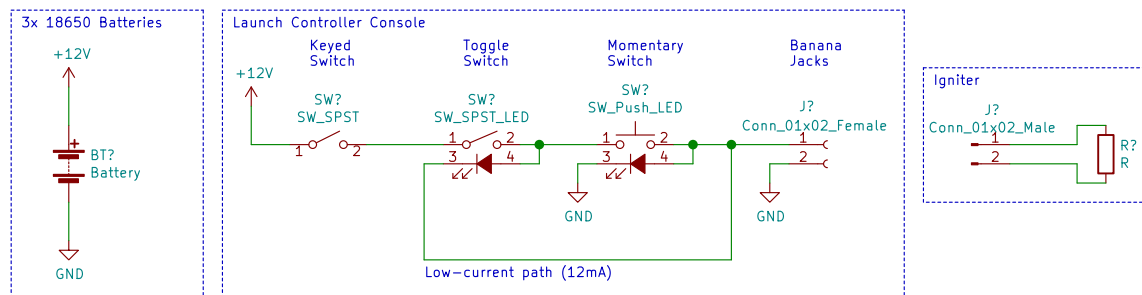 3x 18650 Batteries
+12V
BT?
Battery
GND
Launch Controller Console
Keyed
Switch
Toggle
Switch
Momentary
Switch
Banana
Jacks
+12V
SW?
SW_SPST
1
2
SW?
SW_SPST_LED
1
2
3
4
SW?
SW_Push_LED
1
2
3
4
GND
J?
Conn_01x02_Female
1
2
GND
Low-current path (12mA)
Igniter
J?
Conn_01x02_Male
1
2
R?
R